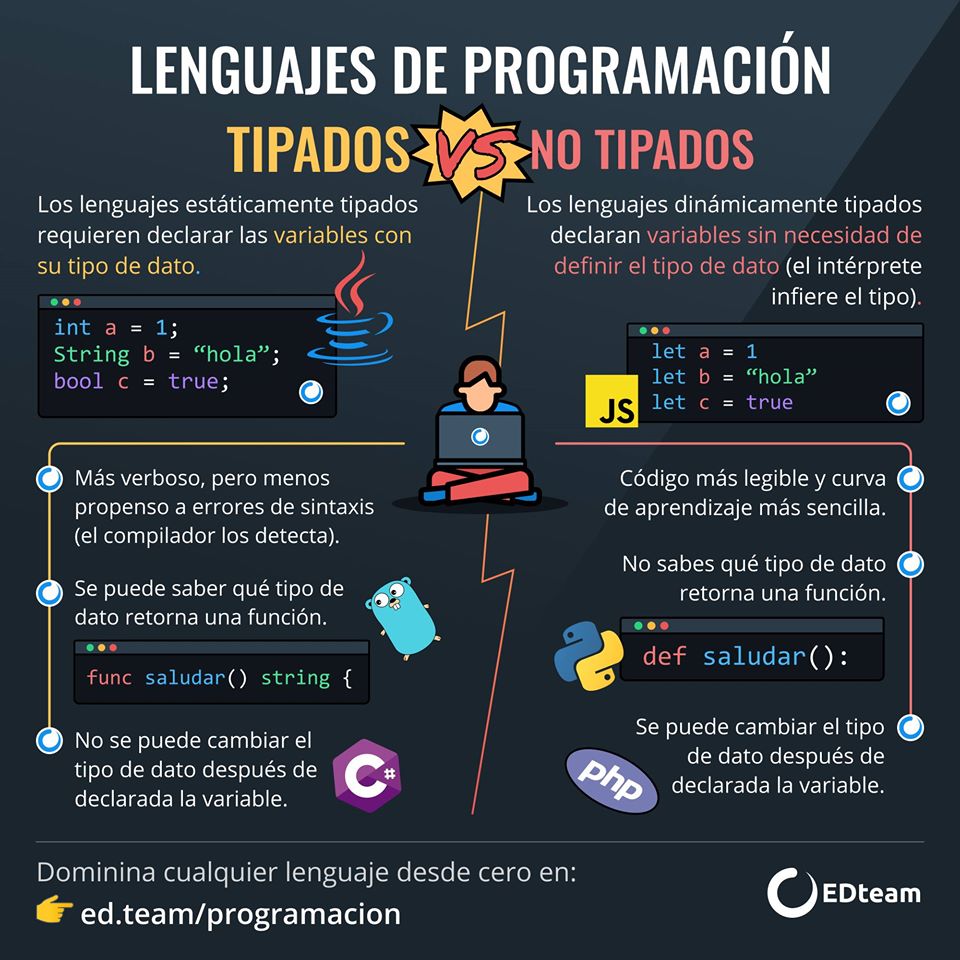 LENGUAJES DE PROGRAMACIÓN
TIPADOS VS NO TIPADOS
Los lenguajes estáticamente tipados
requieren declarar las variables con
su tipo de dato.
int a = 1;
String b = “hola”;
bool c = true;
Más verboso, pero menos
propenso a errores de sintaxis
(el compilador los detecta).
Se puede saber qué tipo de
dato retorna una función.
func saludar() string {
No se puede cambiar el
tipo de dato después de
declarada la variable.
C#
Los lenguajes dinámicamente tipados
declaran variables sin necesidad de
definir el tipo de dato (el intérprete
infiere el tipo).
let a = 1
let b = “hola”
let c = true
JS
Código más legible y curva
de aprendizaje más sencilla.
No sabes qué tipo de dato
retorna una función.
def saludar():
Se puede cambiar el tipo
de dato después de
declarada la variable.
php
Dominina cualquier lenguaje desde cero en:
ed.team/programacion
EDteam